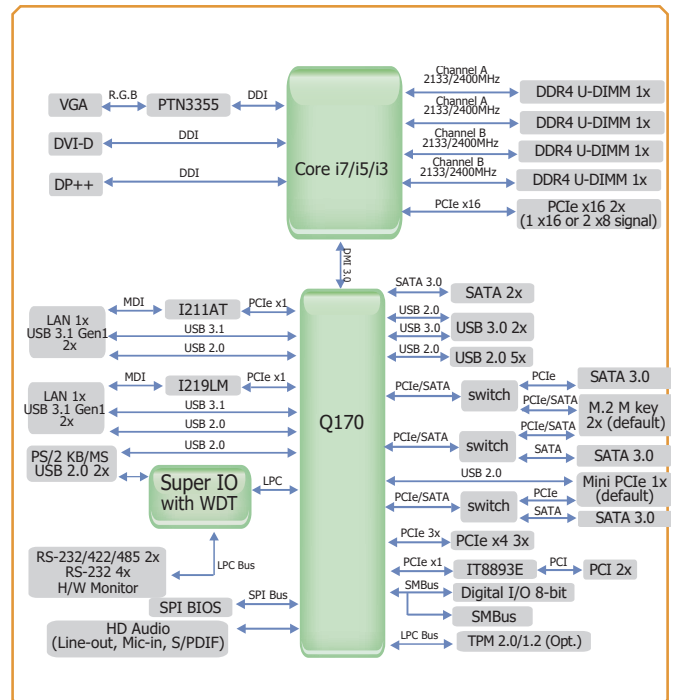 Channel A
2133/2400MHz
DDR4 U-DIMM 1x
VGA
R.G.B
PTN3355
DDI
Channel A
2133/2400MHz
DDR4 U-DIMM 1x
DVI-D
DDI
Channel B
2133/2400MHz
DDR4 U-DIMM 1x
Core i7/i5/i3
Channel B
2133/2400MHz
DDR4 U-DIMM 1x
DP++
DDI
PCIe x16
PCIe x16 2x
(1 x16 or 2 x8 signal)
DMI 3.0
LAN 1x
USB 3.1 Gen1
2x
MDI
I211AT
PCIe x1
USB 3.1
USB 2.0
SATA 3.0
SATA 2x
USB 2.0
USB 3.0
USB 3.0 2x
USB 2.0
USB 2.0 5x
LAN 1x
USB 3.1 Gen1
2x
MDI
I219LM
PCIe x1
USB 3.1
USB 2.0
Q170
PCIe/SATA
switch
PCIe
SATA 3.0
PCIe/SATA
M.2 M key
2x (default)
PCIe/SATA
switch
PCIe/SATA
SATA
SATA 3.0
PS/2 KB/MS
USB 2.0 2x
USB 2.0
Super IO
with WDT
LPC
USB 2.0
Mini PCIe 1x
(default)
PCIe/SATA
switch
PCIe
SATA
SATA 3.0
PCIe 3x
PCIe x4 3x
RS-232/422/485 2x
RS-232 4x
H/W Monitor
LPC Bus
PCIe x1
IT8893E
PCI
PCI 2x
SMBus
Digital I/O 8-bit
SMBus
SPI BIOS
SPI Bus
HD Audio
(Line-out, Mic-in, S/PDIF)
LPC Bus
TPM 2.0/1.2 (Opt.)